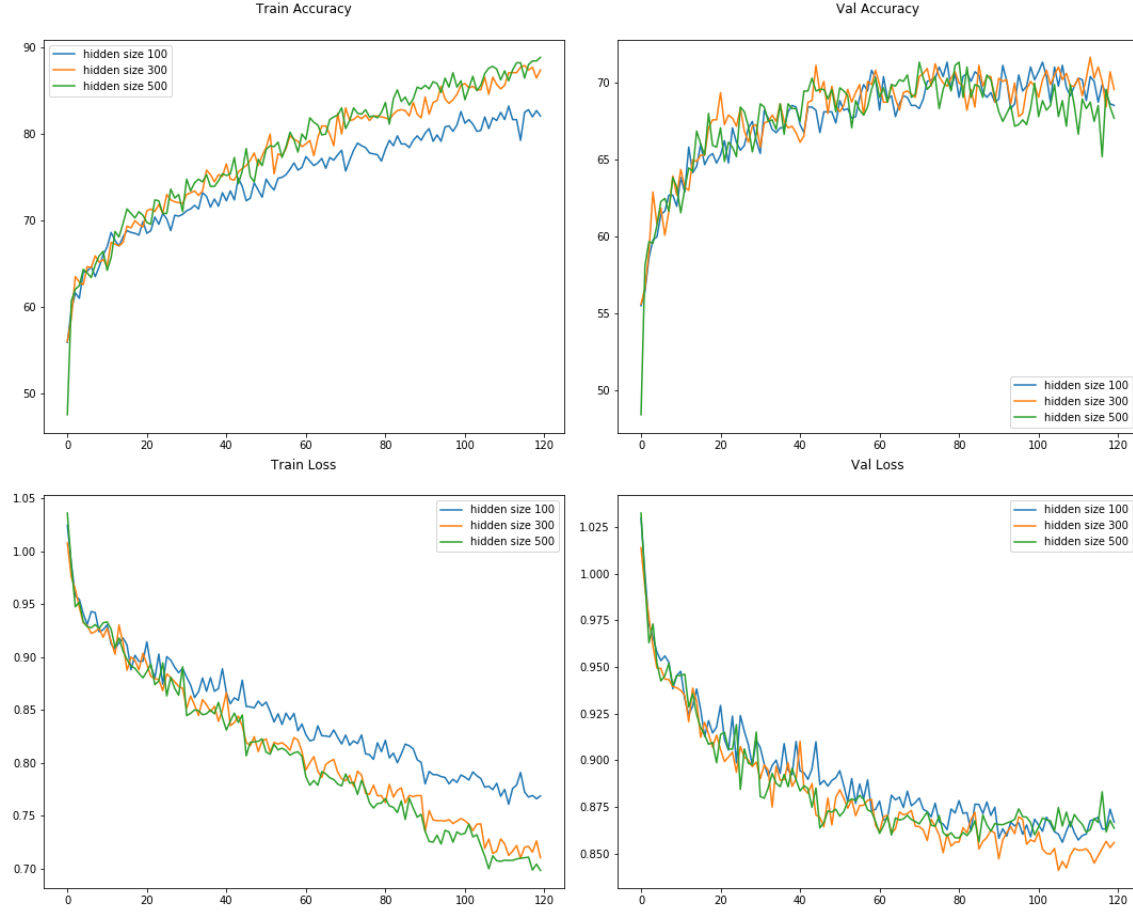 Train Accuracy
hidden size 100
hidden size 300
hidden size 500
90
80
70
60
50
0 20 40 60 80 100 120
Val Accuracy
70
65
60
55
50
hidden size 100
hidden size 300
hidden size 500
0 20 40 60 80 100 120
Train Loss
hidden size 100
hidden size 300
hidden size 500
1.05
1.00
0.95
0.90
0.85
0.80
0.75
0.70
0 20 40 60 80 100 120
Val Loss
hidden size 100
hidden size 300
hidden size 500
1.025
1.000
0.975
0.950
0.925
0.900
0.875
0.850
0 20 40 60 80 100 120